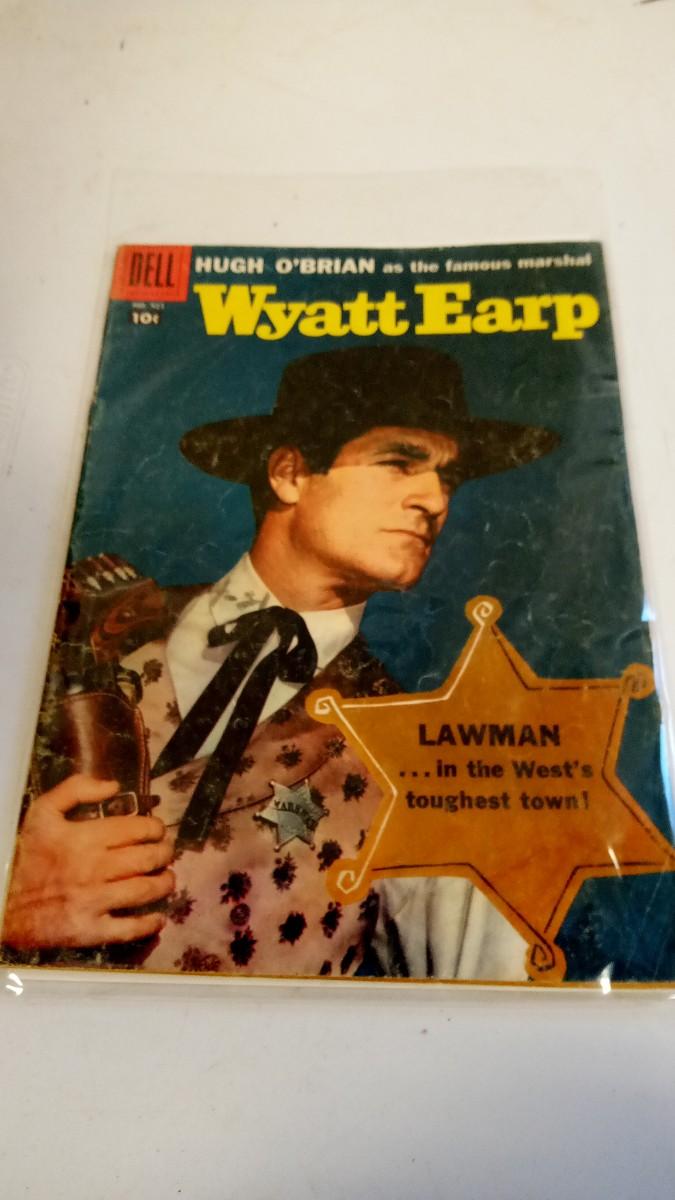 DELL
HUGH O'BRIAN as the famous marshal
Wyatt Earp
10¢
LAWMAN
...in the West's
toughest town!